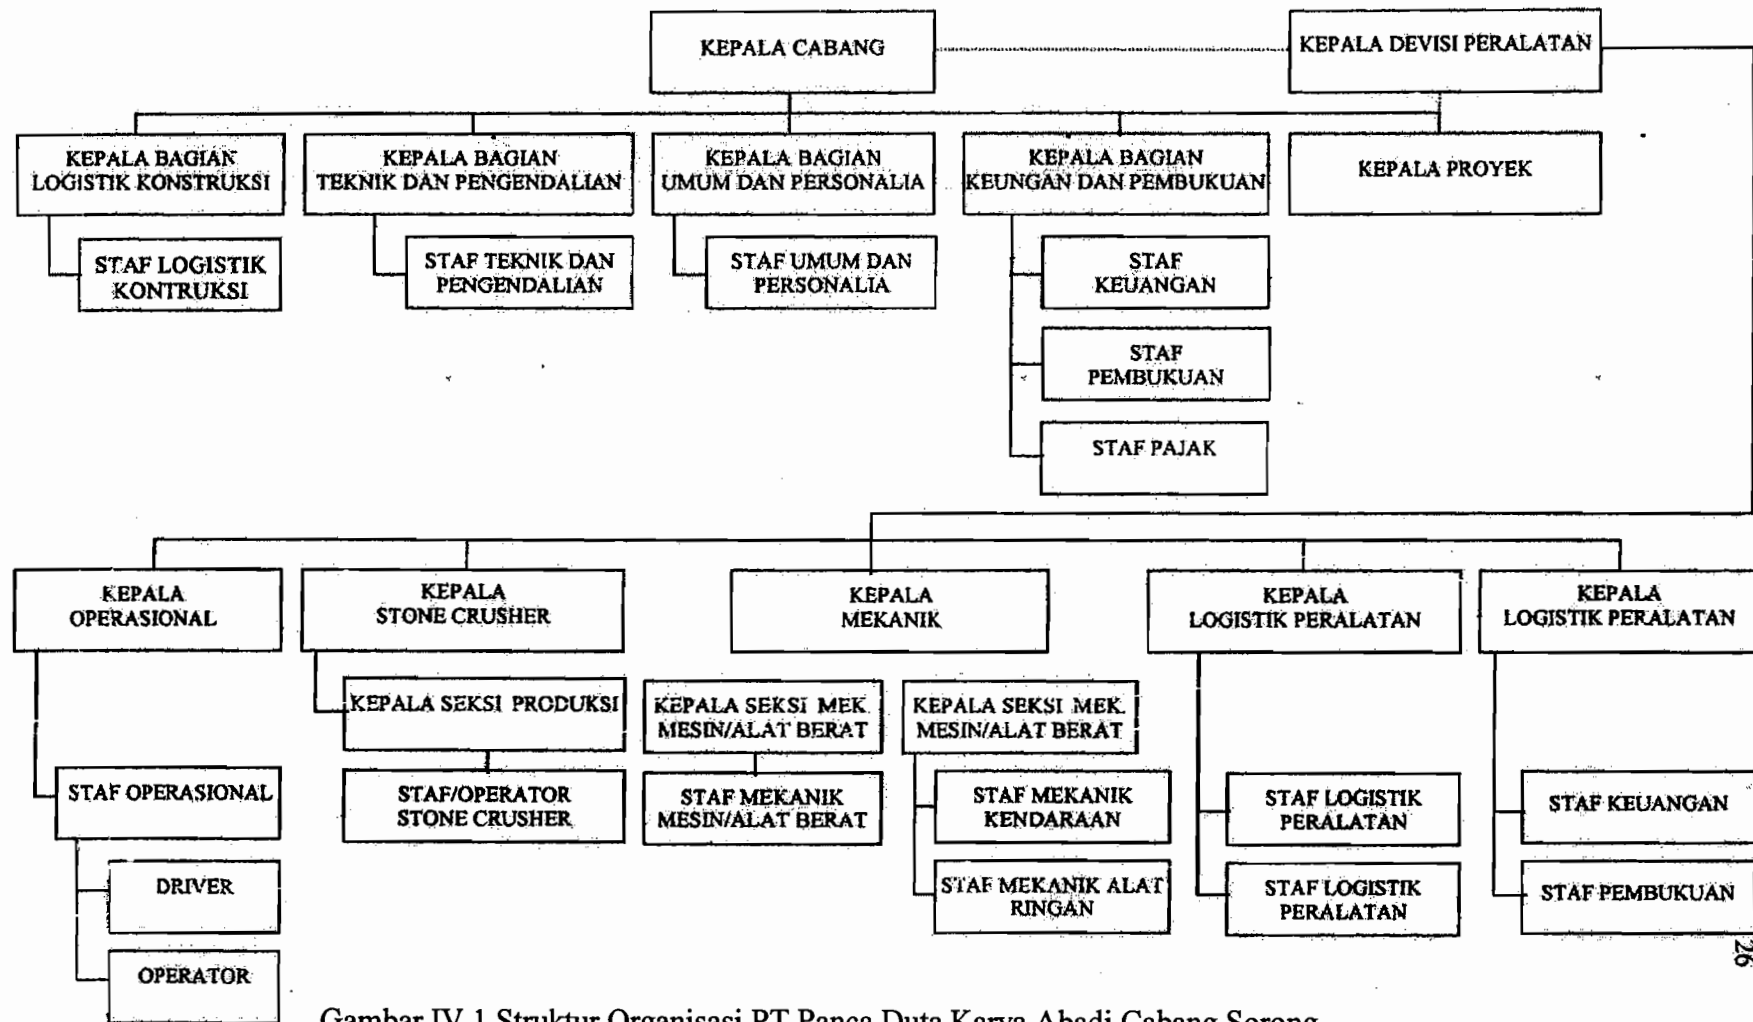 KEPALA CABANG
KEPALA DEVISI PERALATAN
KEPALA BAGIAN
LOGISTIK KONSTRUKSI
KEPALA BAGIAN
TEKNIK DAN PENGENDALIAN
KEPALA BAGIAN
UMUM DAN PERSONALIA
KEPALA BAGIAN
KEUNGAN DAN PEMBUKUAN
KEPALA PROYEK
STAF LOGISTIK
KONTRUKSI
STAF TEKNIK DAN
PENGENDALIAN
STAF UMUM DAN
PERSONALIA
STAF
KEUANGAN
STAF
PEMBUKUAN
STAF PAJAK
KEPALA
OPERASIONAL
KEPALA
STONE CRUSHER
KEPALA
MEKANIK
KEPALA
LOGISTIK PERALATAN
KEPALA
LOGISTIK PERALATAN
KEPALA SEKSI PRODUKSI
KEPALA SEKSI MEK.
MESIN/ALAT BERAT
KEPALA SEKSI MEK.
MESIN/ALAT BERAT
STAF OPERASIONAL
STAF/OPERATOR
STONE CRUSHER
STAF MEKANIK
MESIN/ALAT BERAT
STAF MEKANIK
KENDARAAN
STAF LOGISTIK
PERALATAN
STAF KEUANGAN
DRIVER
STAF MEKANIK ALAT
RINGAN
STAF LOGISTIK
PERALATAN
STAF PEMBUKUAN
OPERATOR
26
Gambar IV.1 Struktur Organisasi PT Panca Duta Karya Abadi Cabang Sorong